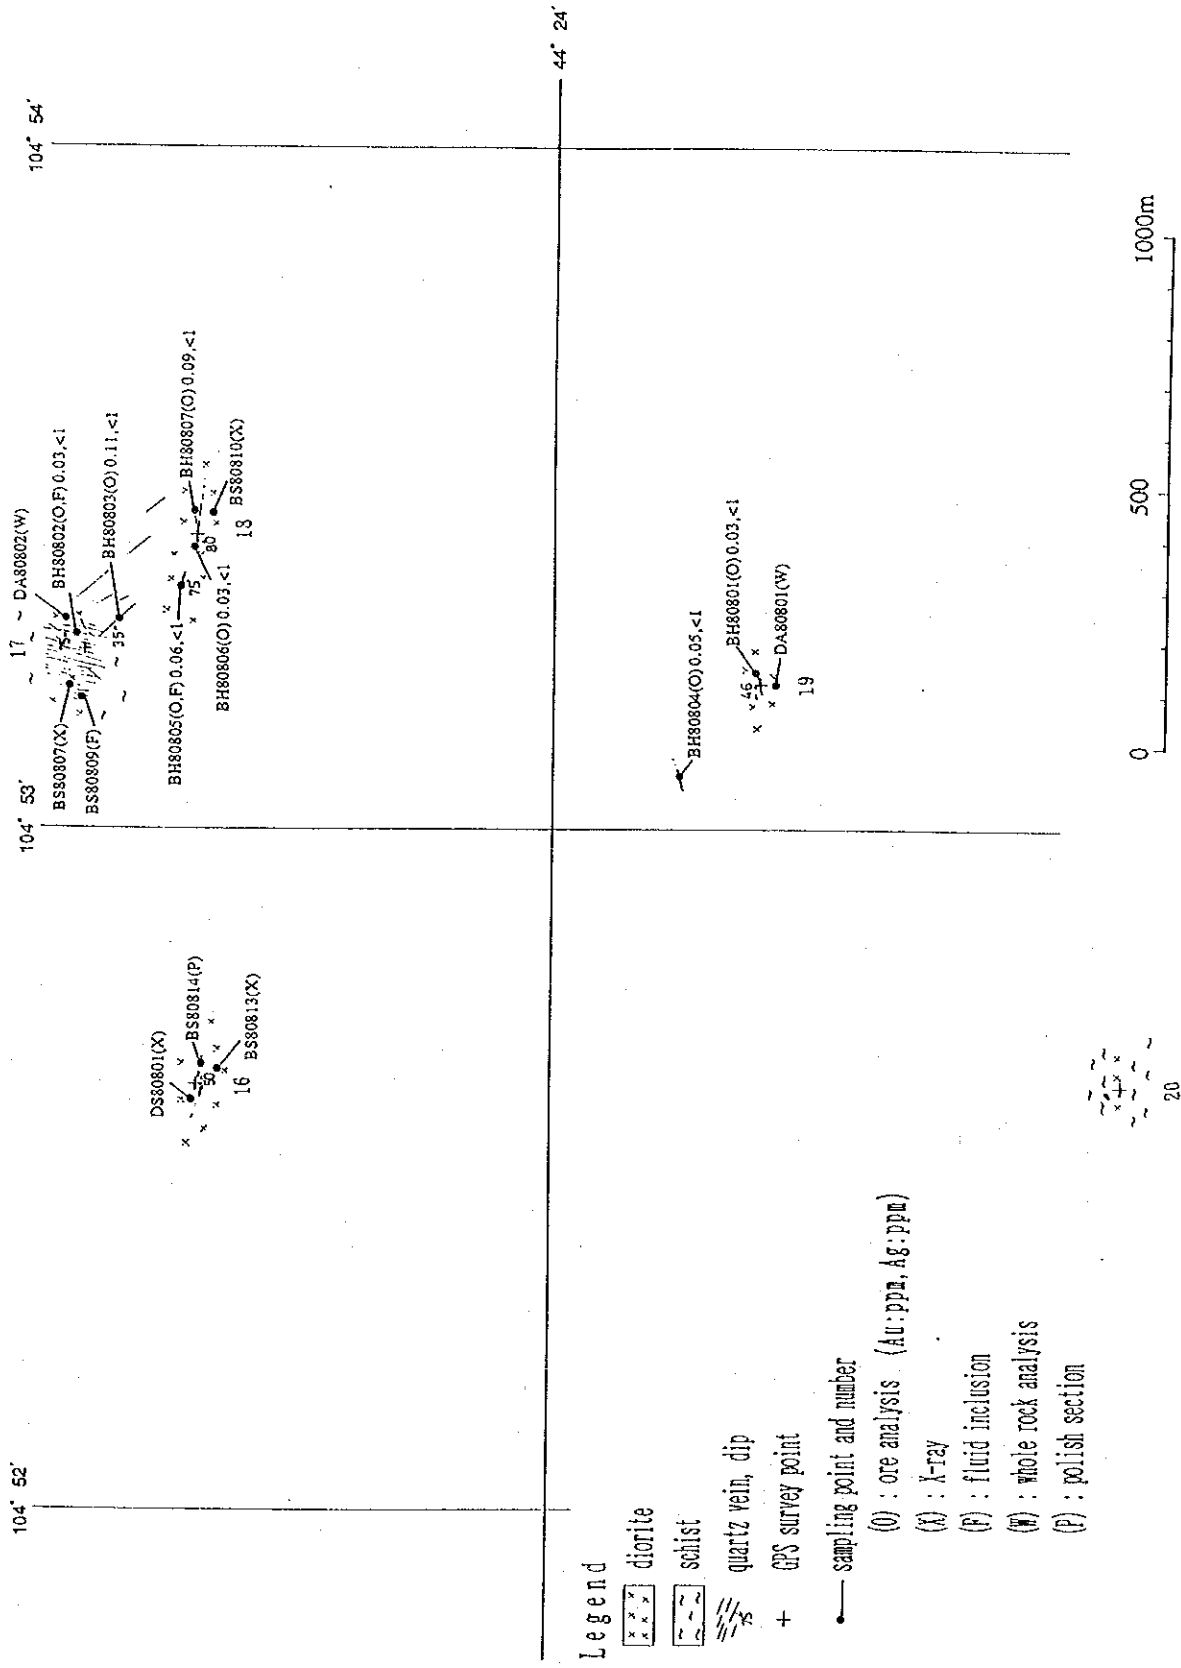 104° 52′
104° 53′
104° 54′
44° 24′
17
DA80802(W)
BH80802(O,F) 0.03,<1
BH80803(O) 0.11,<1
BS80807(X)
BS80809(F)
75
35
BH80805(O,F) 0.06,<1
BH80806(O) 0.03,<1
BH80807(O) 0.09,<1
BS80810(X)
75
80
18
DS80801(X)
BS80814(P)
BS80813(X)
50
16
BH80804(O) 0.05,<1
BH80801(O) 0.03,<1
DA80801(W)
46
19
20
0
500
1000m
Legend
diorite
schist
75
quartz vein, dip
GPS survey point
sampling point and number
(O) : ore analysis (Au:ppm, Ag:ppm)
(X) : X-ray
(F) : fluid inclusion
(W) : whole rock analysis
(P) : polish section